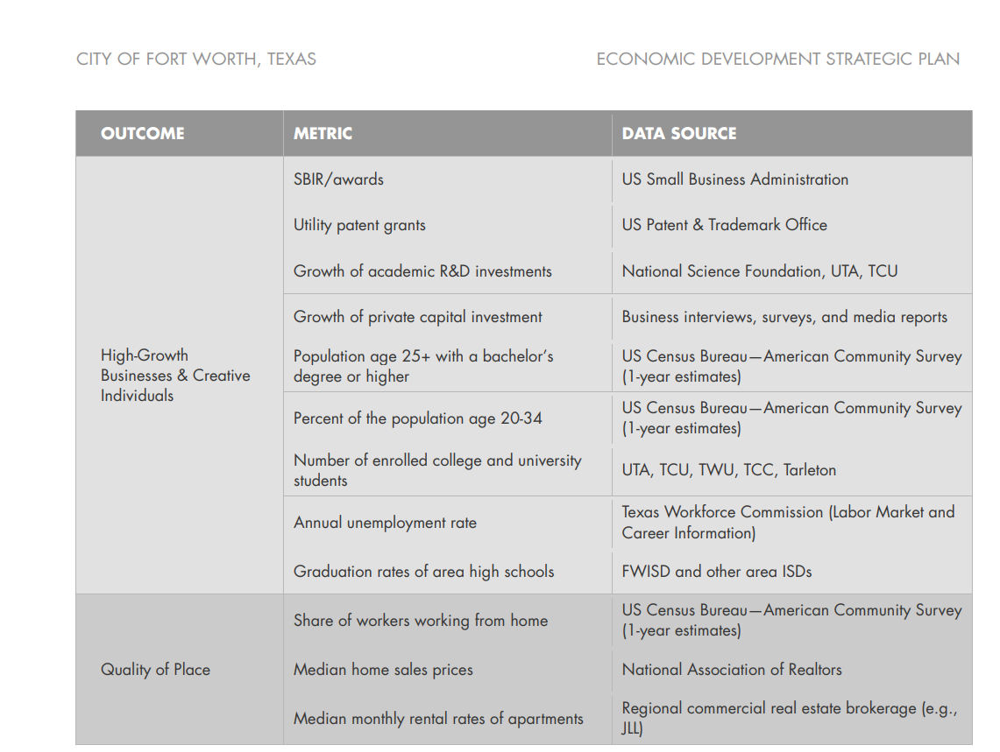 CITY OF FORT WORTH, TEXAS
ECONOMIC DEVELOPMENT STRATEGIC PLAN
OUTCOME
METRIC
DATA SOURCE
High-Growth
Businesses & Creative
Individuals
SBIR/awards
US Small Business Administration
Utility patent grants
US Patent & Trademark Office
Growth of academic R&D investments
National Science Foundation, UTA, TCU
Growth of private capital investment
Business interviews, surveys, and media reports
Population age 25+ with a bachelor's
degree or higher
US Census Bureau—American Community Survey
(1-year estimates)
Percent of the population age 20-34
US Census Bureau—American Community Survey
(1-year estimates)
Number of enrolled college and university
students
UTA, TCU, TWU, TCC, Tarleton
Annual unemployment rate
Texas Workforce Commission (Labor Market and
Career Information)
Graduation rates of area high schools
FWISD and other area ISDs
Quality of Place
Share of workers working from home
US Census Bureau—American Community Survey
(1-year estimates)
Median home sales prices
National Association of Realtors
Median monthly rental rates of apartments
Regional commercial real estate brokerage (e.g.,
JLL)